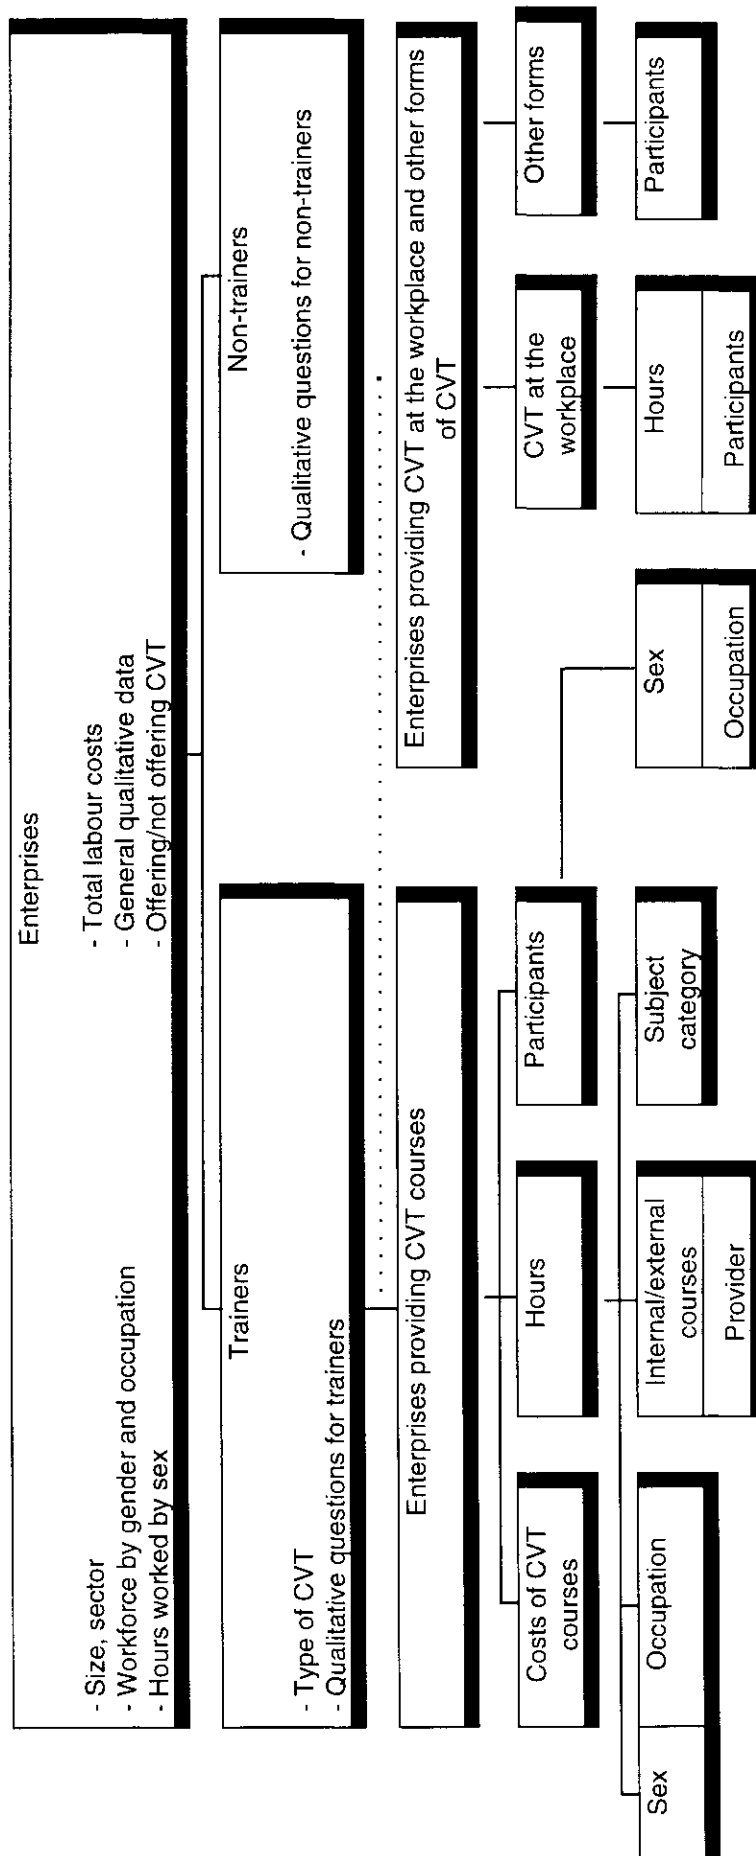 Enterprises
- Size, sector
- Workforce by gender and occupation
- Hours worked by sex
- Total labour costs
- General qualitative data
- Offering/not offering CVT
Trainers
- Type of CVT
- Qualitative questions for trainers
Non-trainers
- Qualitative questions for non-trainers
Enterprises providing CVT courses
Enterprises providing CVT at the workplace and other forms
of CVT
Costs of CVT
courses
Hours
Participants
CVT at the
workplace
Other forms
Sex
Occupation
Internal/external
courses
Provider
Subject
category
Sex
Occupation
Hours
Participants
Participants